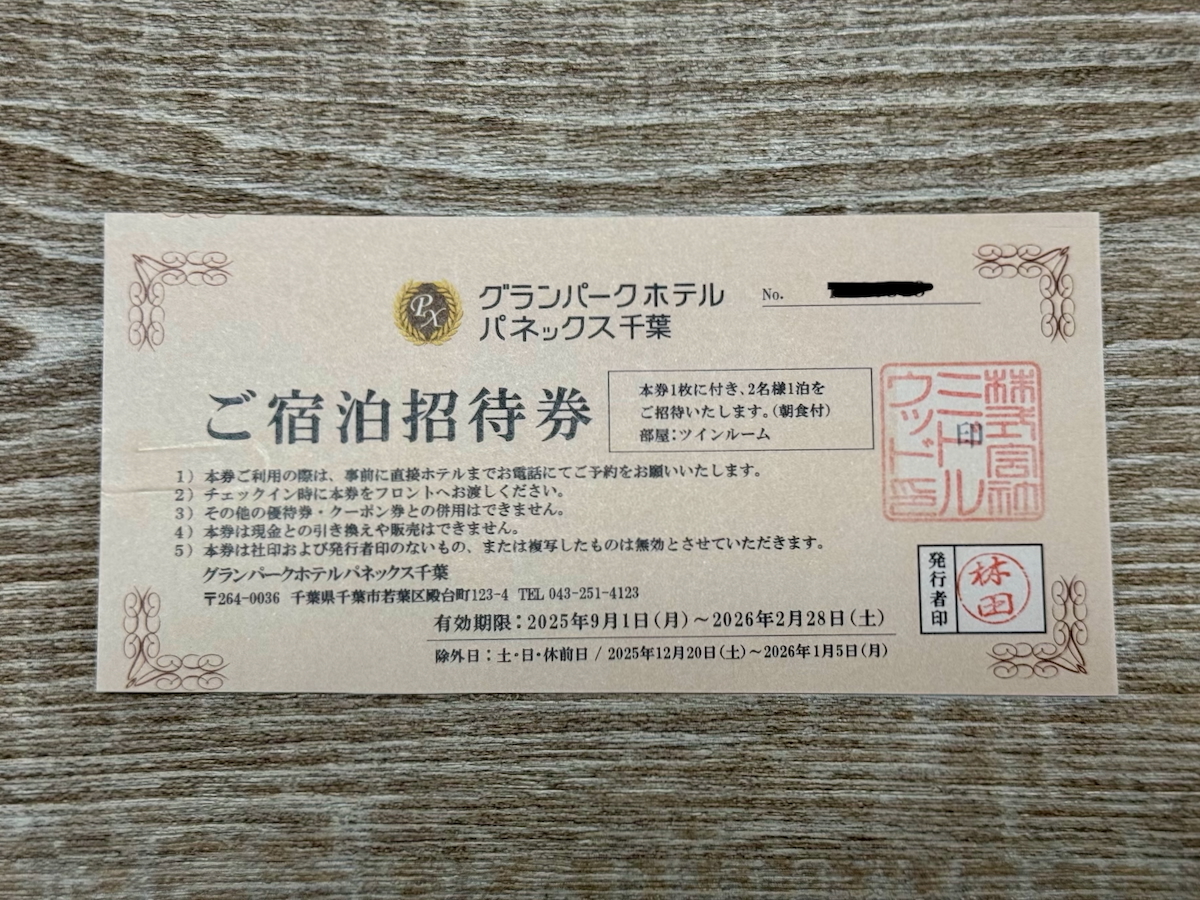 PX
グランパークホテル
パネックス千葉
No.
ご宿泊招待券
本券1枚に付き、2名様1泊を
ご招待いたします。(朝食付)
部屋:ツインルーム
株式会社
ミドル
ウッド印
印
1) 本券ご利用の際は、事前に直接ホテルまでお電話にてご予約をお願いいたします。
2) チェックイン時に本券をフロントへお渡しください。
3) その他の優待券・クーポン券との併用はできません。
4) 本券は現金との引き換えや販売はできません。
5) 本券は社印および発行者印のないもの、または複写したものは無効とさせていただきます。
グランパークホテルパネックス千葉
〒264-0036 千葉県千葉市若葉区殿台町123-4 TEL 043-251-4123
有効期限:2025年9月1日(月)～2026年2月28日(土)
除外日:土・日・休前日 / 2025年12月20日(土)～2026年1月5日(月)
発行者印